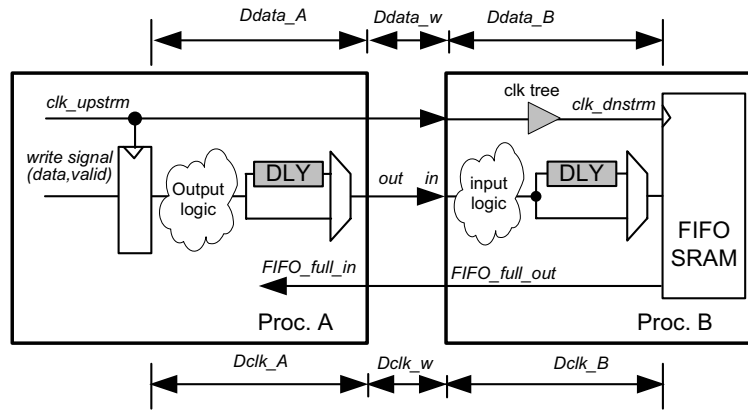 Ddata_A
Ddata_w
Ddata_B
clk_upstrm
clk tree
clk_dnstrm
write signal
(data,valid)
Output
logic
DLY
out
in
input
logic
DLY
FIFO
SRAM
FIFO_full_in
FIFO_full_out
Proc. A
Proc. B
Dclk_A
Dclk_w
Dclk_B